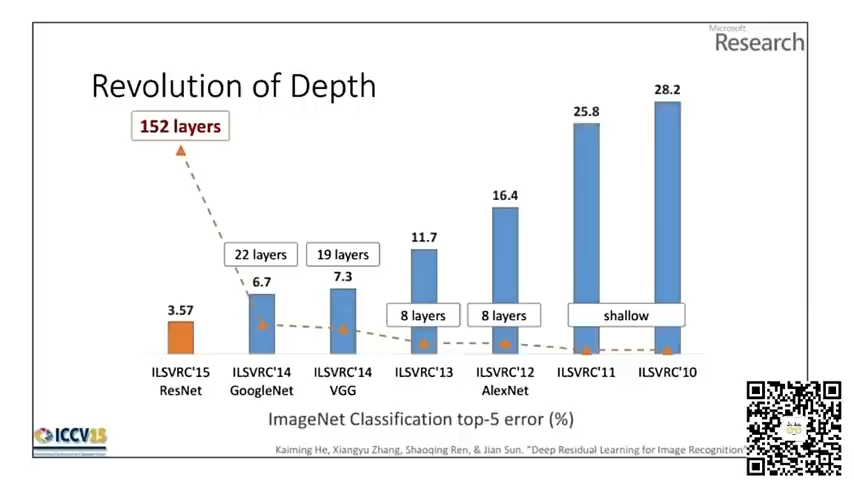 Microsoft
Research
Revolution of Depth
152 layers
28.2
25.8
16.4
11.7
22 layers
19 layers
6.7
7.3
3.57
8 layers
8 layers
shallow
ILSVRC'15
ResNet
ILSVRC'14
GoogleNet
ILSVRC'14
VGG
ILSVRC'13
ILSVRC'12
AlexNet
ILSVRC'11
ILSVRC'10
ImageNet Classification top-5 error (%)
ICCV15
Kaiming He, Xiangyu Zhang, Shaoqing Ren, & Jian Sun. "Deep Residual Learning for Image Recognition"